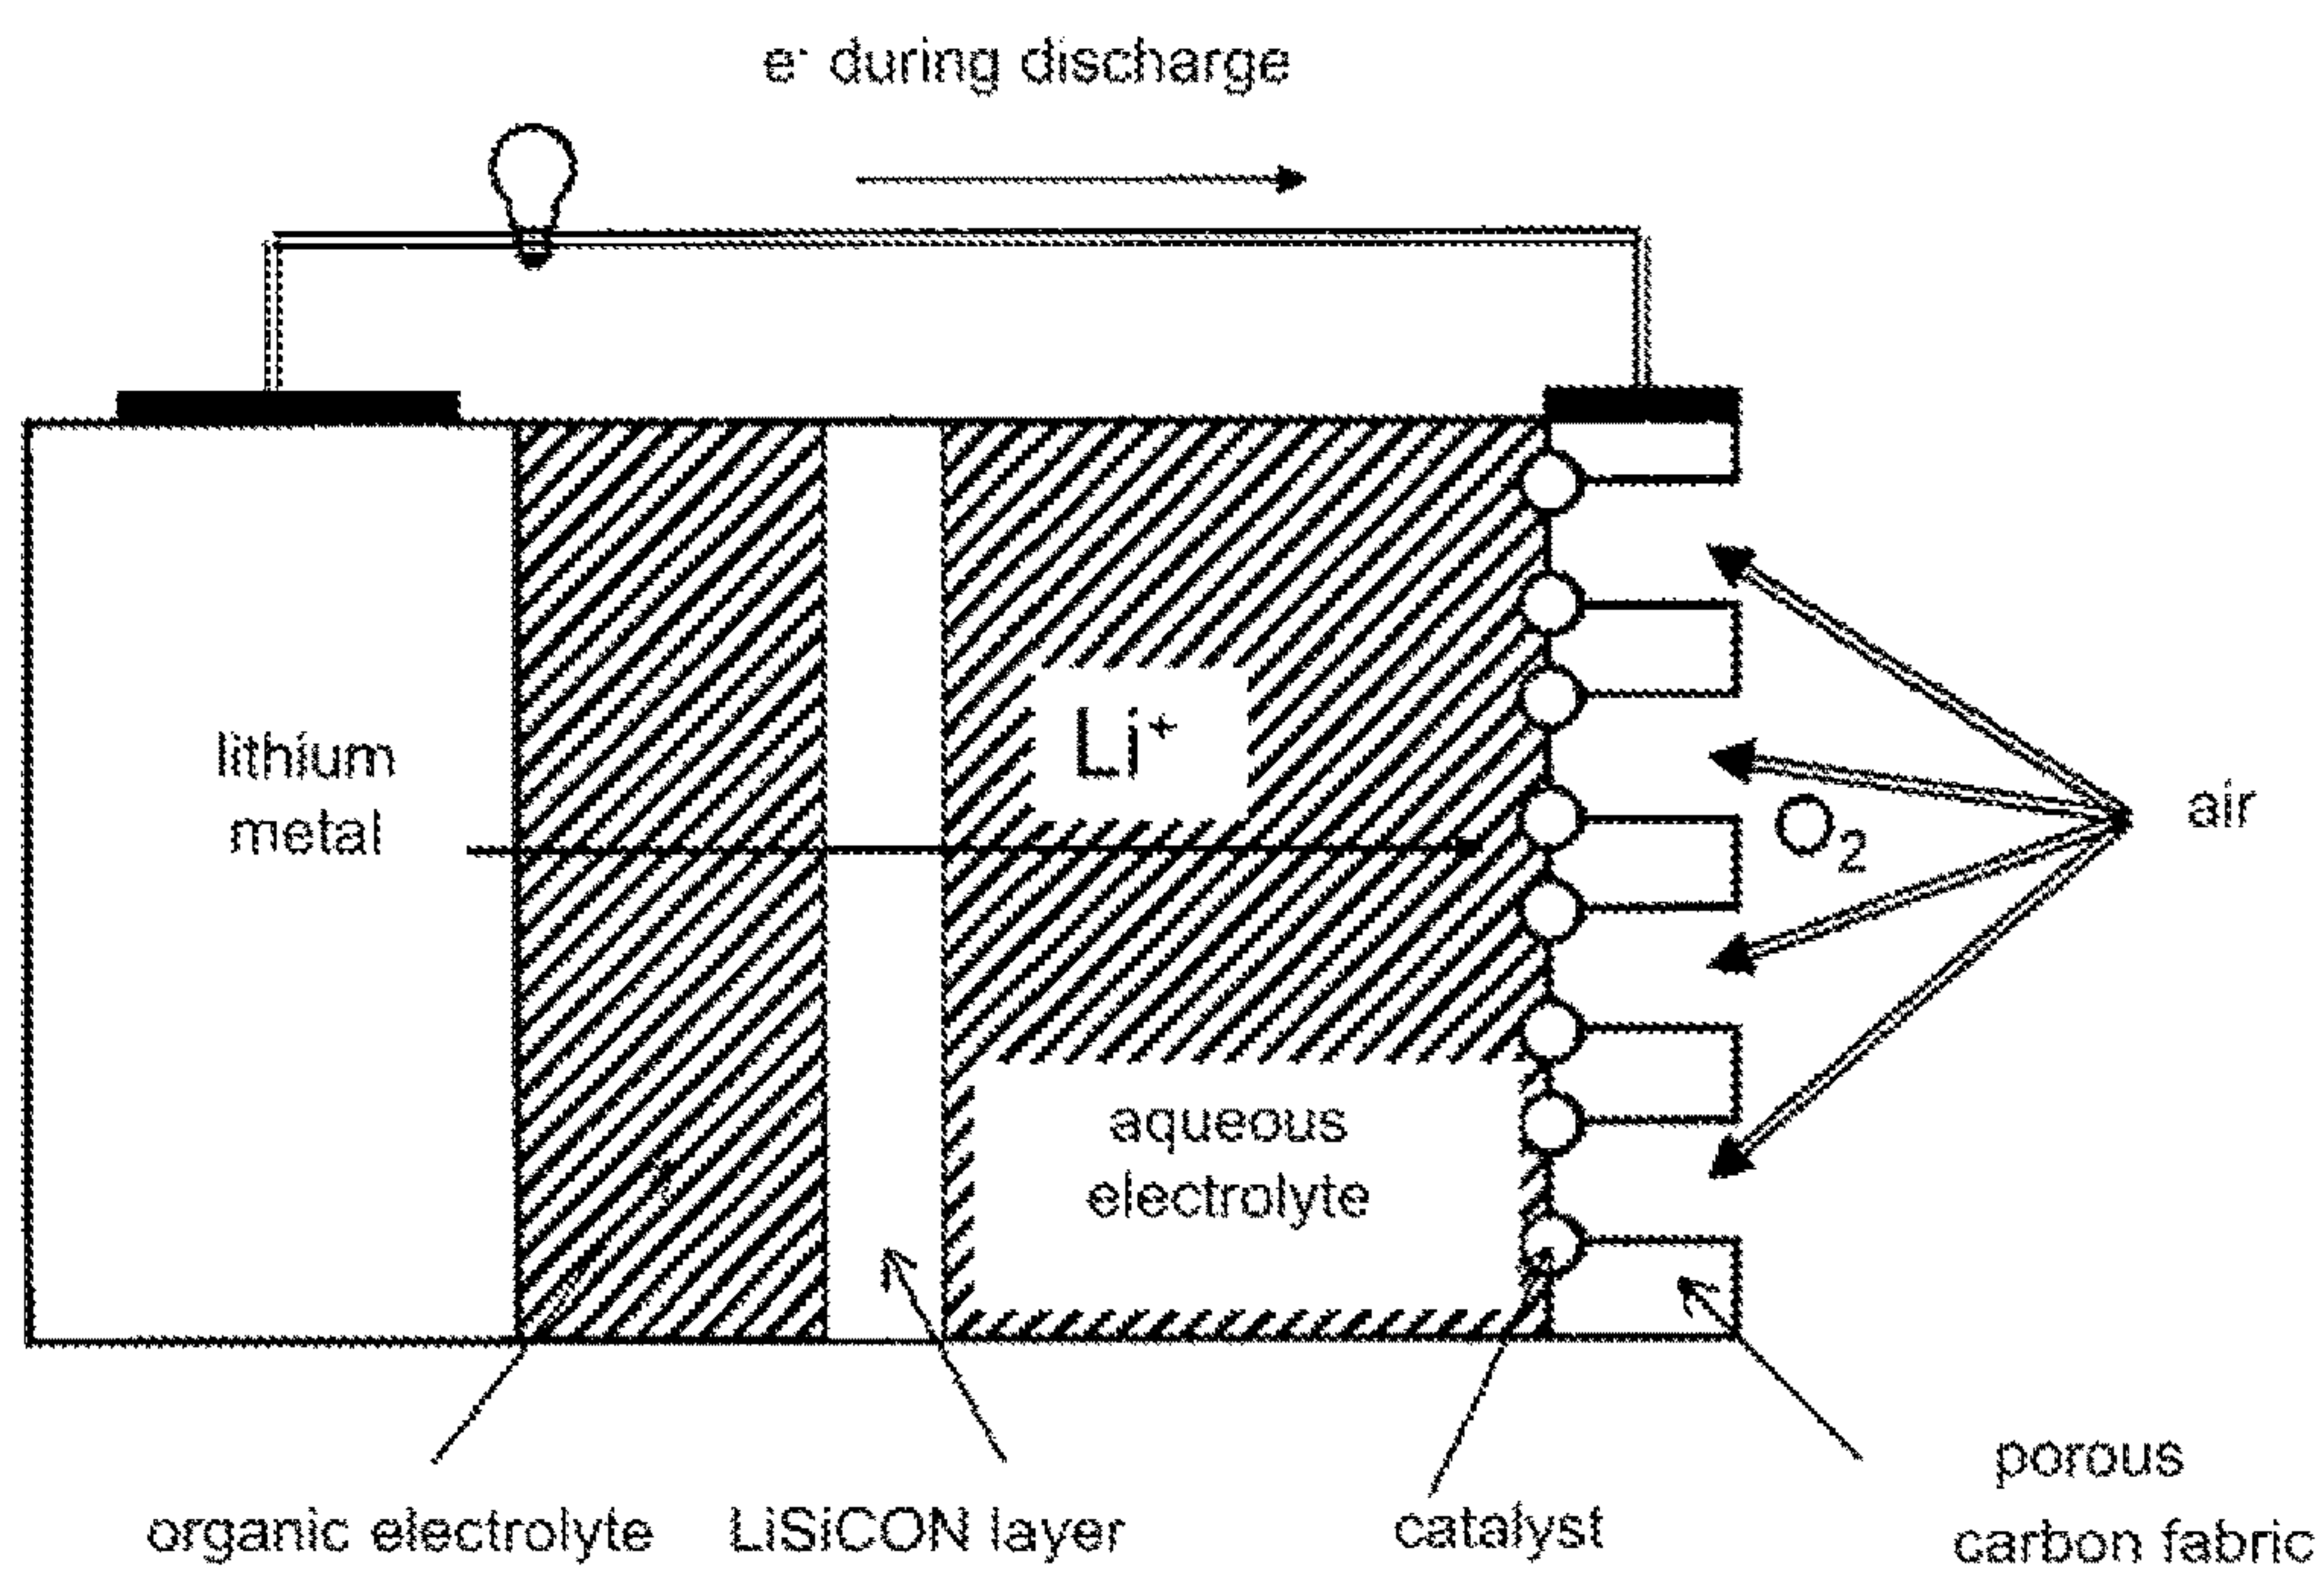 e- during discharge
lithium
metal
Li+
O2
air
aqueous
electrolyte
organic electrolyte
LiSiCON layer
catalyst
porous
carbon fabric